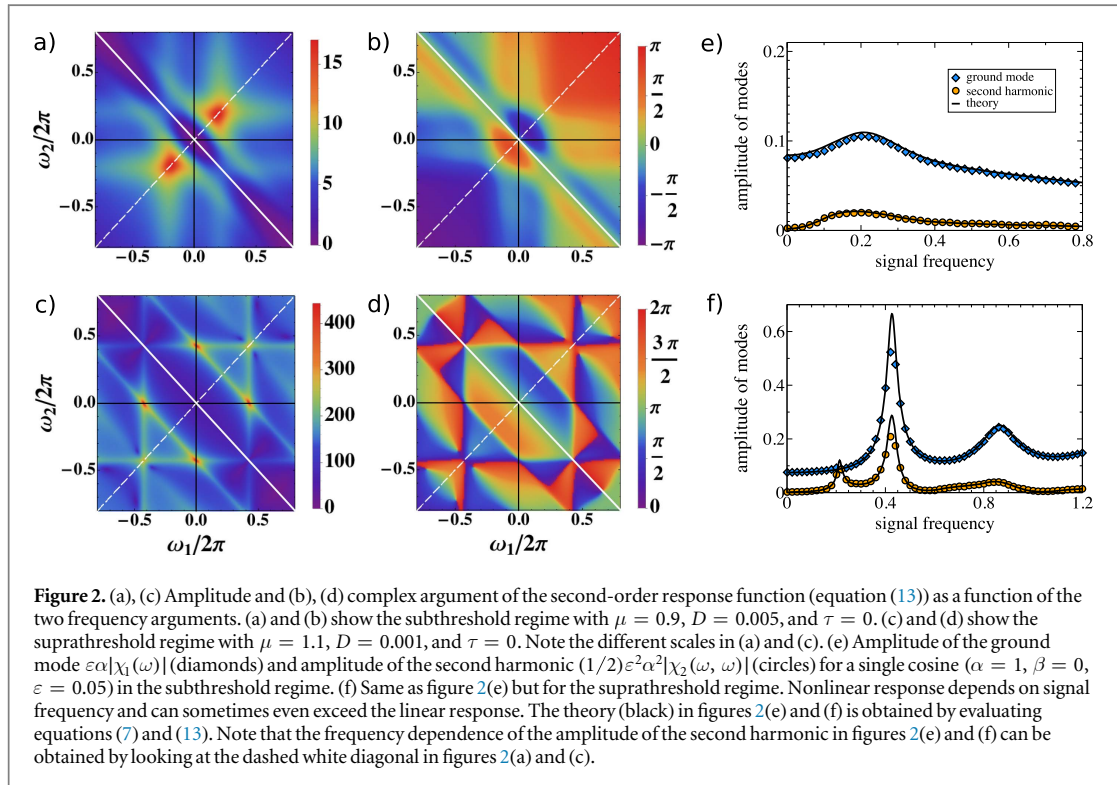 a)
0.5
0.0
−0.5
ω₂/2π
−0.5 0.0 0.5
15
10
5
0
b)
0.5
0.0
−0.5
−0.5 0.0 0.5
π
π/2
0
−π/2
−π
e)
0.2
0.1
0
amplitude of modes
ground mode
second harmonic
theory
0 0.2 0.4 0.6 0.8
signal frequency
c)
0.5
0.0
−0.5
ω₂/2π
−0.5 0.0 0.5
ω₁/2π
400
300
200
100
0
d)
0.5
0.0
−0.5
−0.5 0.0 0.5
ω₁/2π
2π
3π/2
π
π/2
0
f)
0.6
0.4
0.2
0
amplitude of modes
0 0.4 0.8 1.2
signal frequency
Figure 2. (a), (c) Amplitude and (b), (d) complex argument of the second-order response function (equation (13)) as a function of the
two frequency arguments. (a) and (b) show the subthreshold regime with μ = 0.9, D = 0.005, and τ = 0. (c) and (d) show the
suprathreshold regime with μ = 1.1, D = 0.001, and τ = 0. Note the different scales in (a) and (c). (e) Amplitude of the ground
mode εα|χ₁(ω)| (diamonds) and amplitude of the second harmonic (1/2)ε²α²|χ₂(ω, ω)| (circles) for a single cosine (α = 1, β = 0,
ε = 0.05) in the subthreshold regime. (f) Same as figure 2(e) but for the suprathreshold regime. Nonlinear response depends on signal
frequency and can sometimes even exceed the linear response. The theory (black) in figures 2(e) and (f) is obtained by evaluating
equations (7) and (13). Note that the frequency dependence of the amplitude of the second harmonic in figures 2(e) and (f) can be
obtained by looking at the dashed white diagonal in figures 2(a) and (c).